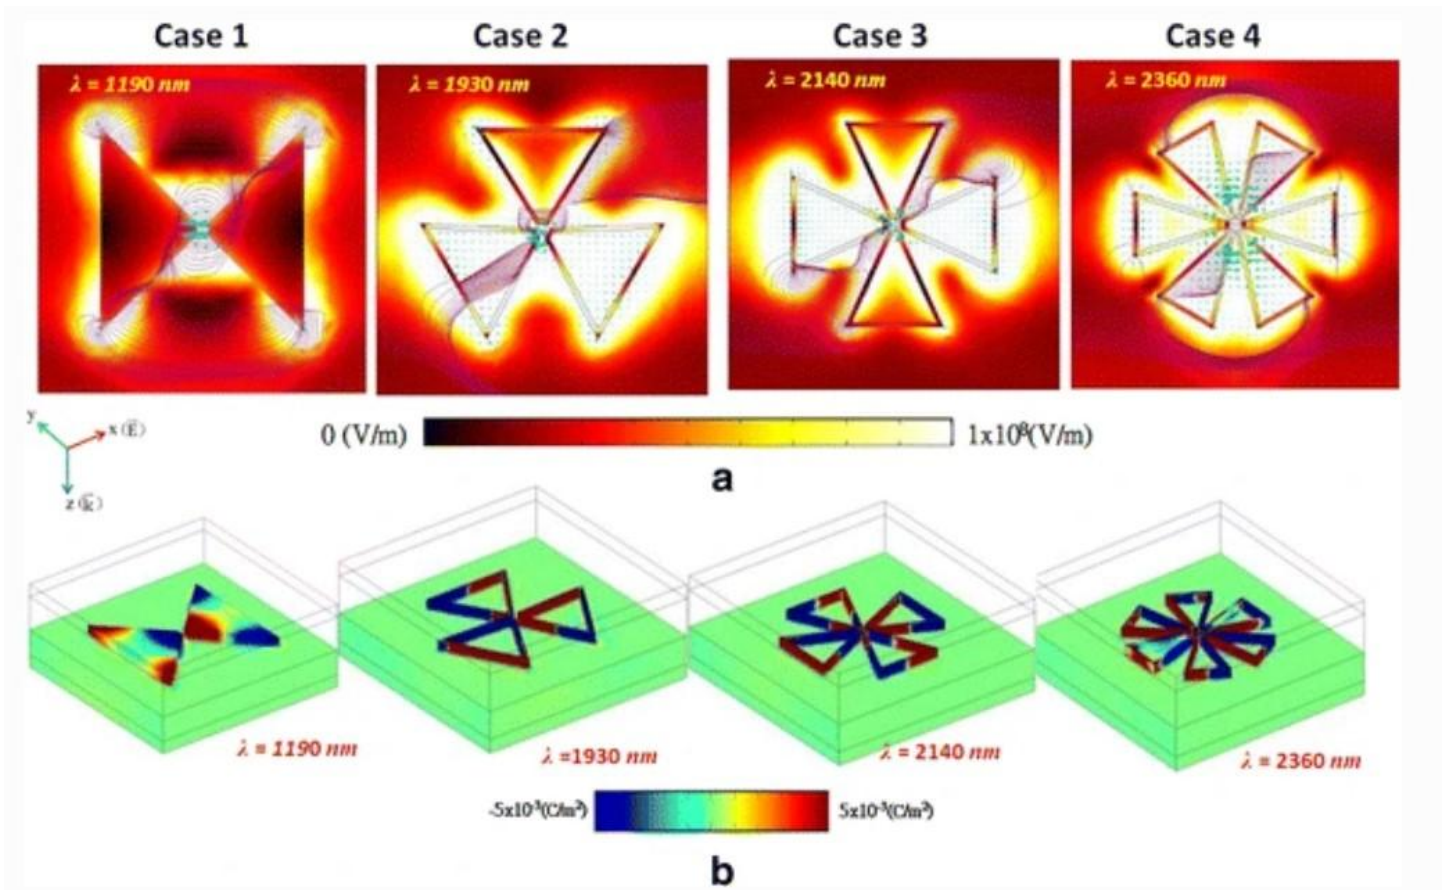 Case 1 Case 2 Case 3 Case 4
λ = 1190 nm λ = 1930 nm λ = 2140 nm λ = 2360 nm
y
x (E⃗)
z (k⃗)
0 (V/m) 1x10⁸(V/m)
a
λ = 1190 nm λ =1930 nm λ = 2140 nm λ = 2360 nm
-5x10⁻³(C/m²) 5x10⁻³(C/m²)
b